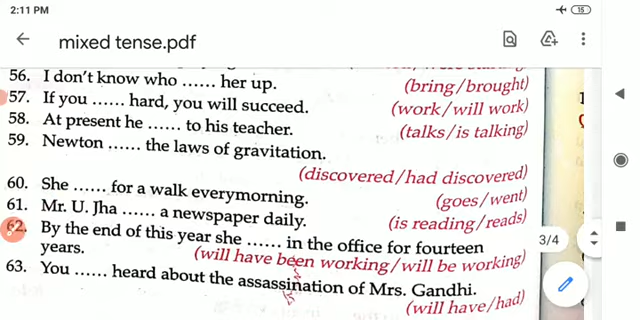 2:11 PM
15
mixed tense.pdf
56. I don't know who ...... her up. (bring/brought)
57. If you ...... hard, you will succeed. (work/will work)
58. At present he ...... to his teacher. (talks/is talking)
59. Newton ...... the laws of gravitation.
(discovered/had discovered)
60. She ...... for a walk everymorning. (goes/went)
61. Mr. U. Jha ...... a newspaper daily. (is reading/reads)
62. By the end of this year she ...... in the office for fourteen
years. (will have been working/will be working)
3/4
63. You ...... heard about the assassination of Mrs. Gandhi.
(will have/had)